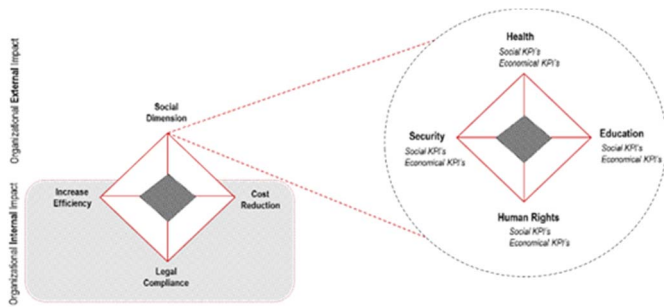 Organizational External Impact
Organizational Internal Impact
Social
Dimension
Increase
Efficiency
Cost
Reduction
Legal
Compliance
Health
Social KPI's
Economical KPI's
Security
Social KPI's
Economical KPI's
Education
Social KPI's
Economical KPI's
Human Rights
Social KPI's
Economical KPI's